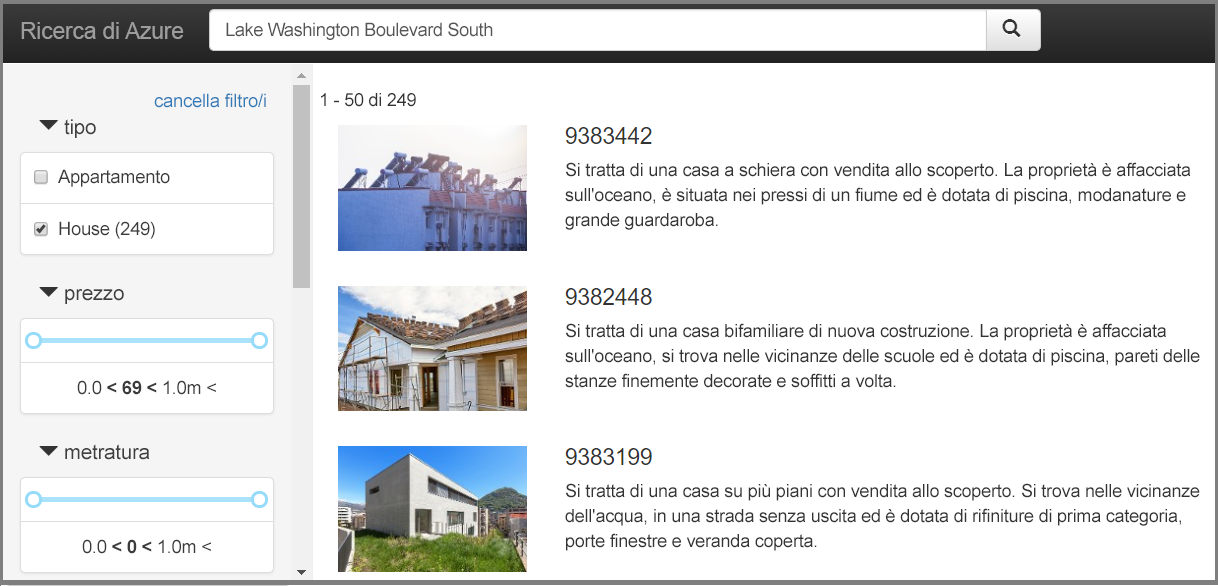 Ricerca di Azure
Lake Washington Boulevard South
cancella filtro/i
tipo
Appartamento
House (249)
prezzo
0.0 < 69 < 1.0m <
metratura
0.0 < 0 < 1.0m <
1 - 50 di 249
9383442
Si tratta di una casa a schiera con vendita allo scoperto. La proprietà è affacciata
sull'oceano, è situata nei pressi di un fiume ed è dotata di piscina, modanature e
grande guardaroba.
9382448
Si tratta di una casa bifamiliare di nuova costruzione. La proprietà è affacciata
sull'oceano, si trova nelle vicinanze delle scuole ed è dotata di piscina, pareti delle
stanze finemente decorate e soffitti a volta.
9383199
Si tratta di una casa su più piani con vendita allo scoperto. Si trova nelle vicinanze
dell'acqua, in una strada senza uscita ed è dotata di rifiniture di prima categoria,
porte finestre e veranda coperta.